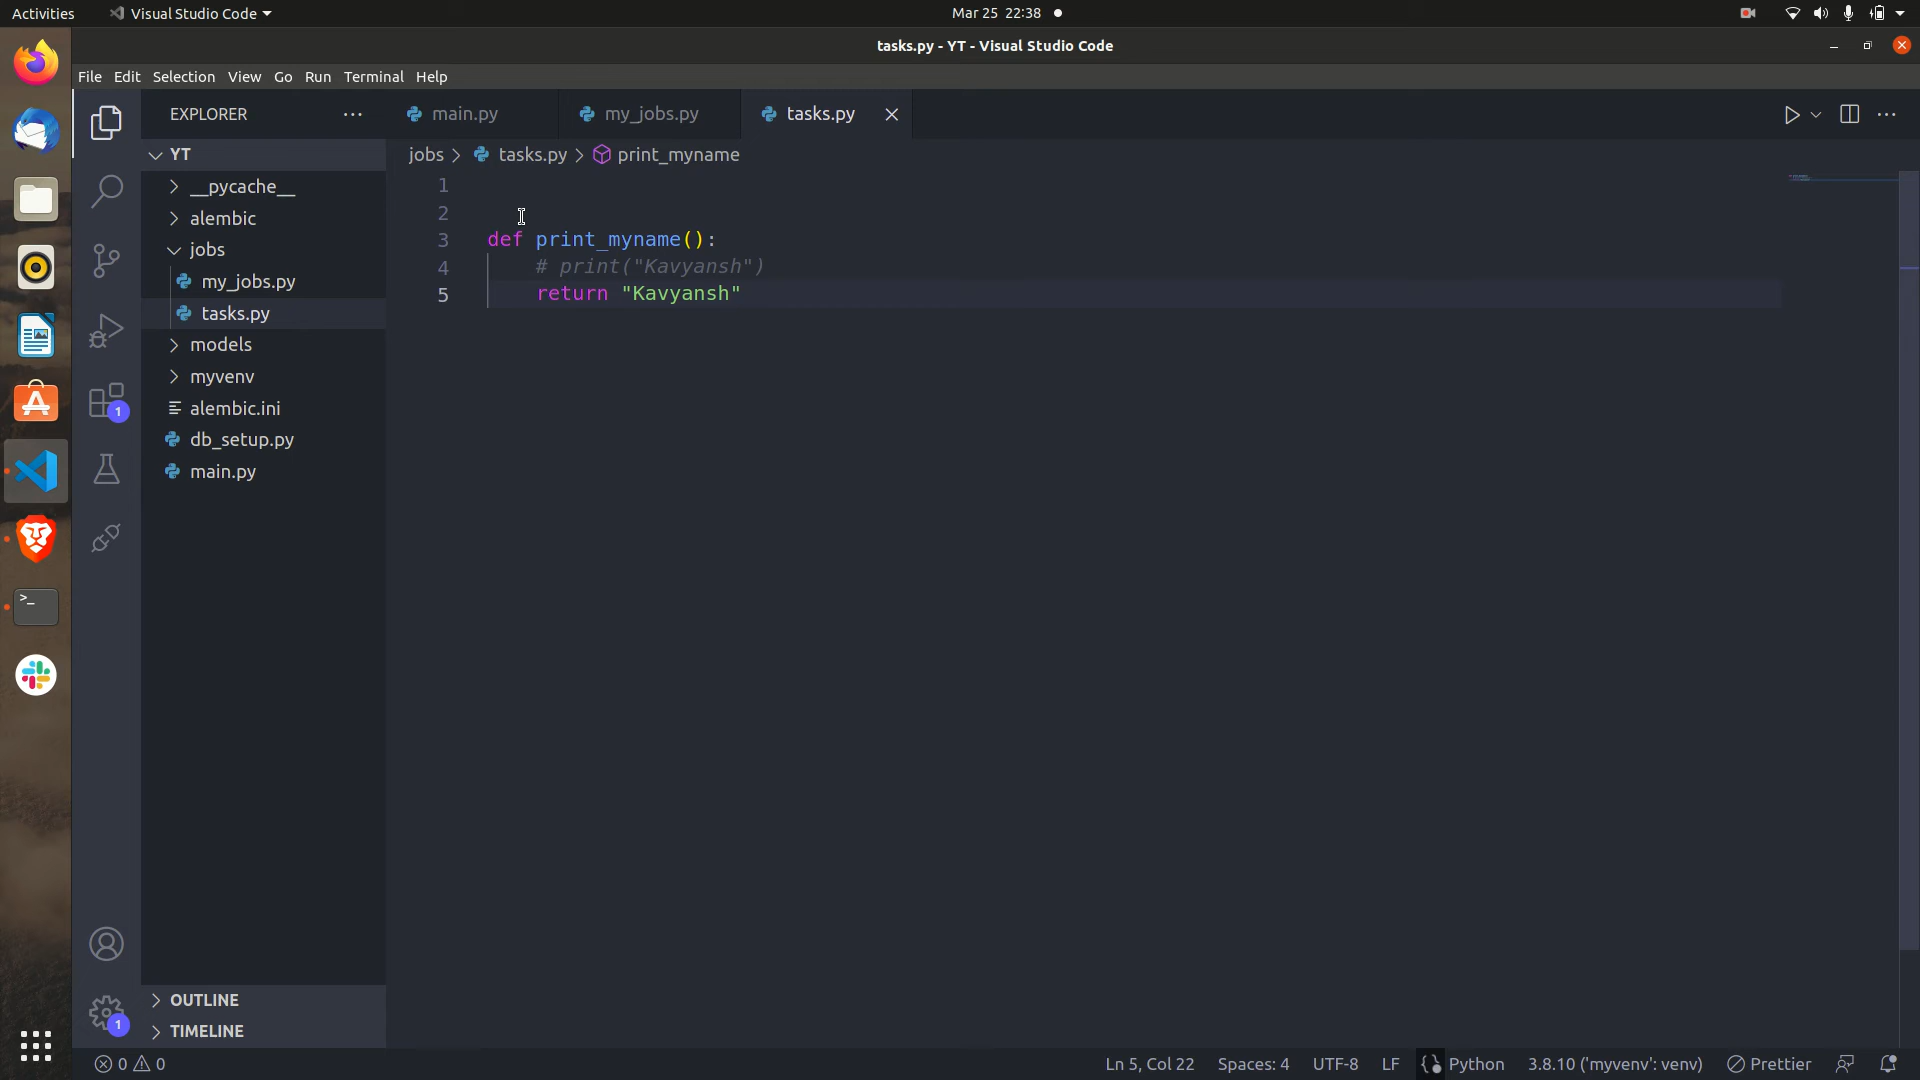 Activities Visual Studio Code Mar 25 22:38
tasks.py - YT - Visual Studio Code
File Edit Selection View Go Run Terminal Help
EXPLORER
main.py my_jobs.py tasks.py
YT
jobs tasks.py print_myname
__pycache__
alembic
jobs
my_jobs.py
tasks.py
models
myvenv
alembic.ini
db_setup.py
main.py
1
2
3 def print_myname():
4 # print("Kavyansh")
5 return "Kavyansh"
1
OUTLINE
1
TIMELINE
0 0 Ln 5, Col 22 Spaces: 4 UTF-8 LF Python 3.8.10 ('myvenv': venv) Prettier